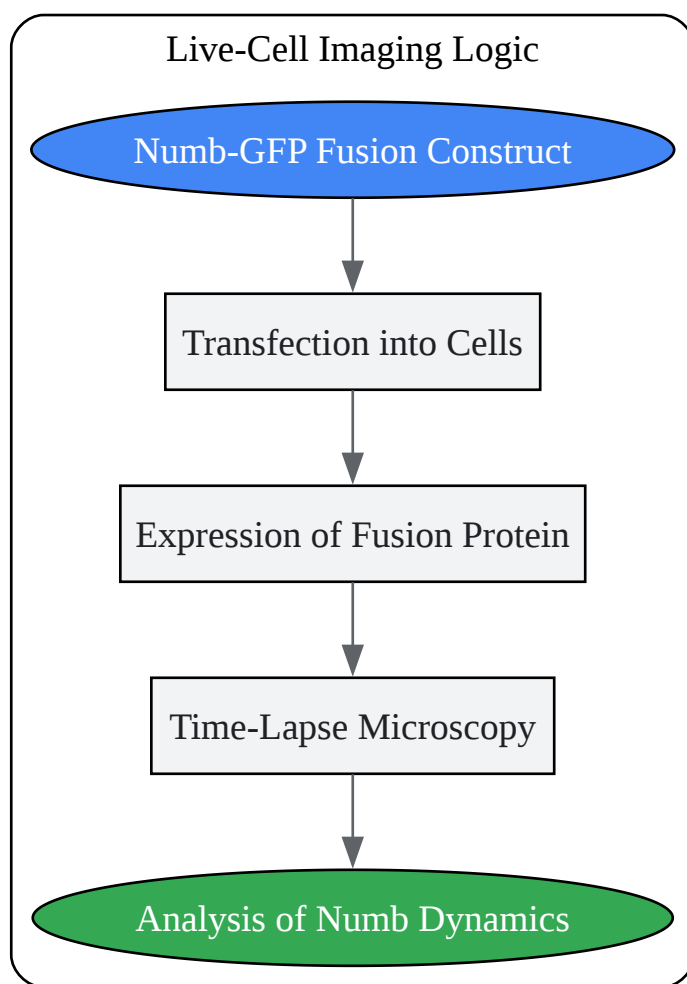 Live-Cell Imaging Logic
Numb-GFP Fusion Construct
Transfection into Cells
Expression of Fusion Protein
Time-Lapse Microscopy
Analysis of Numb Dynamics